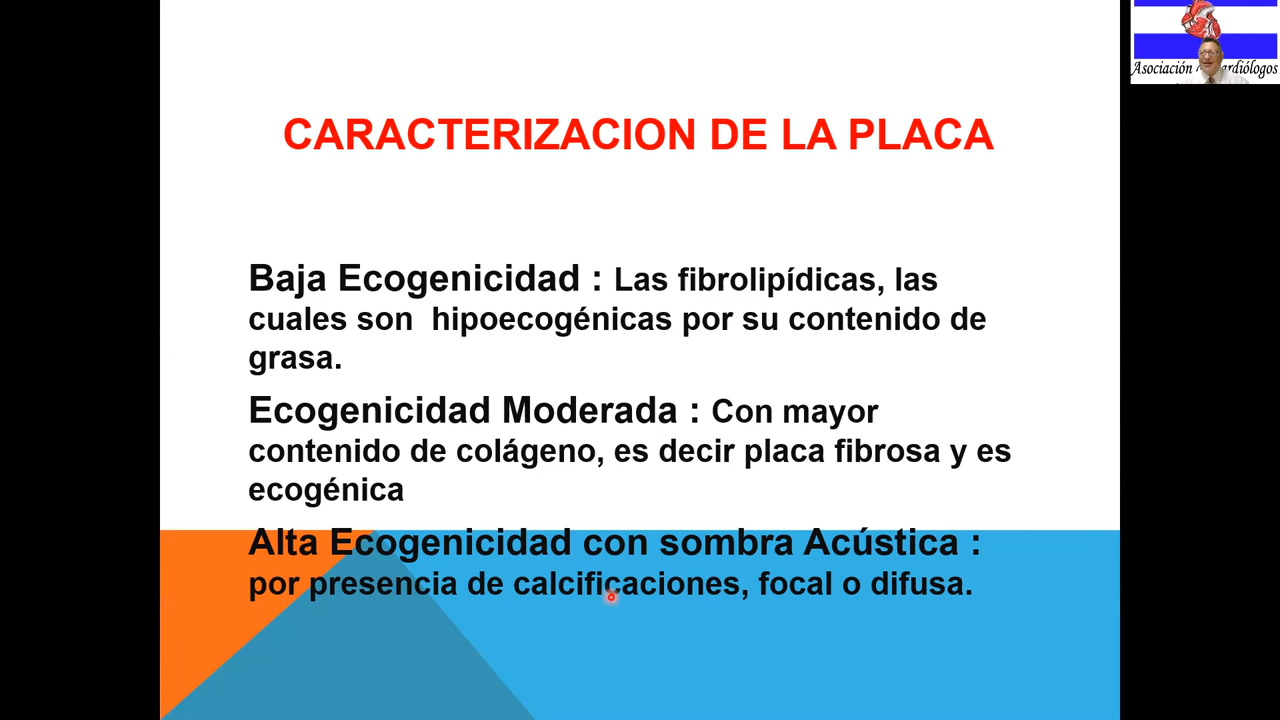 Asociación ardiólogos
CARACTERIZACION DE LA PLACA
Baja Ecogenicidad : Las fibrolipídicas, las
cuales son hipoecogénicas por su contenido de
grasa.
Ecogenicidad Moderada : Con mayor
contenido de colágeno, es decir placa fibrosa y es
ecogénica
Alta Ecogenicidad con sombra Acústica :
por presencia de calcificaciones, focal o difusa.